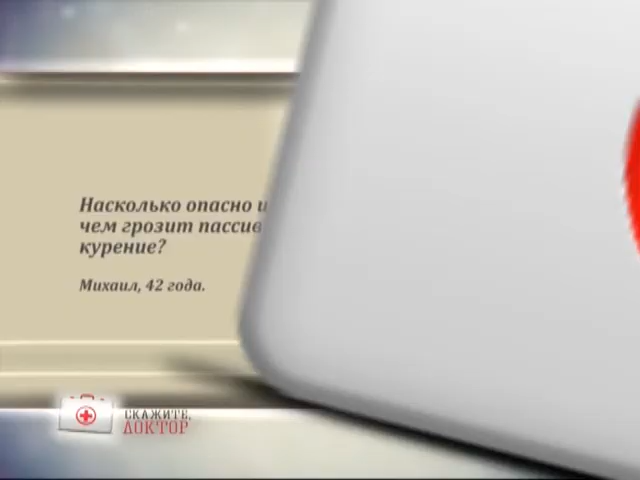 Насколько опасно и
чем грозит пассив
курение?
Михаил, 42 года.
СКАЖИТЕ,
ДОКТОР